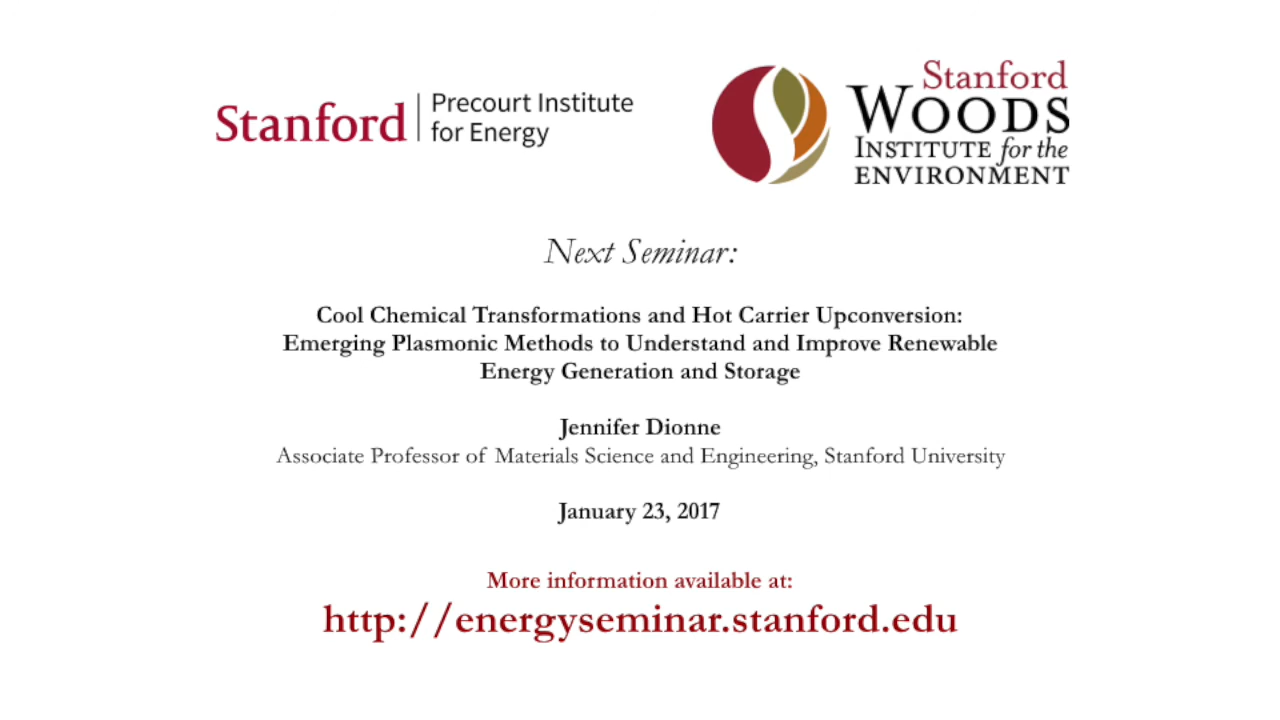 Stanford
Precourt Institute
for Energy
Stanford
WOODS
INSTITUTE for the
ENVIRONMENT
Next Seminar:
Cool Chemical Transformations and Hot Carrier Upconversion:
Emerging Plasmonic Methods to Understand and Improve Renewable
Energy Generation and Storage
Jennifer Dionne
Associate Professor of Materials Science and Engineering, Stanford University
January 23, 2017
More information available at:
http://energyseminar.stanford.edu